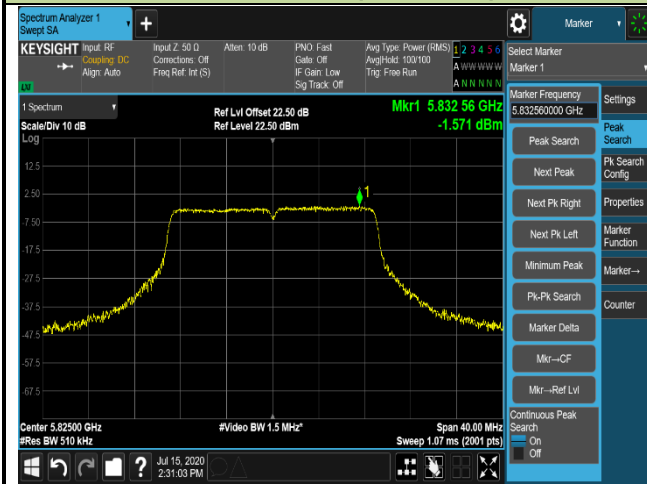 Spectrum Analyzer 1
Swept SA
+
Marker
KEYSIGHT Input: RF
Coupling: DC
Align: Auto
Input Z: 50 Ω
Corrections: Off
Freq Ref: Int (S)
Atten: 10 dB
PNO: Fast
Gate: Off
IF Gain: Low
Sig Track: Off
Avg Type: Power (RMS)
Avg|Hold: 100/100
Trig: Free Run
1 2 3 4 5 6
A W W W W W
A N N N N N
LW
Select Marker
Marker 1
1 Spectrum
Scale/Div 10 dB
Log
Ref Lvl Offset 22.50 dB
Ref Level 22.50 dBm
Mkr1 5.832 56 GHz
-1.571 dBm
12.5
2.50
-7.50
-17.5
-27.5
-37.5
-47.5
-57.5
-67.5
1
Center 5.82500 GHz
#Res BW 510 kHz
#Video BW 1.5 MHz*
Span 40.00 MHz
Sweep 1.07 ms (2001 pts)
Marker Frequency
5.832560000 GHz
Peak Search
Next Peak
Next Pk Right
Next Pk Left
Minimum Peak
Pk-Pk Search
Marker Delta
Mkr→CF
Mkr→Ref Lvl
Continuous Peak
Search
On
Off
Settings
Peak
Search
Pk Search
Config
Properties
Marker
Function
Marker→
Counter
?
Jul 15, 2020
2:31:03 PM